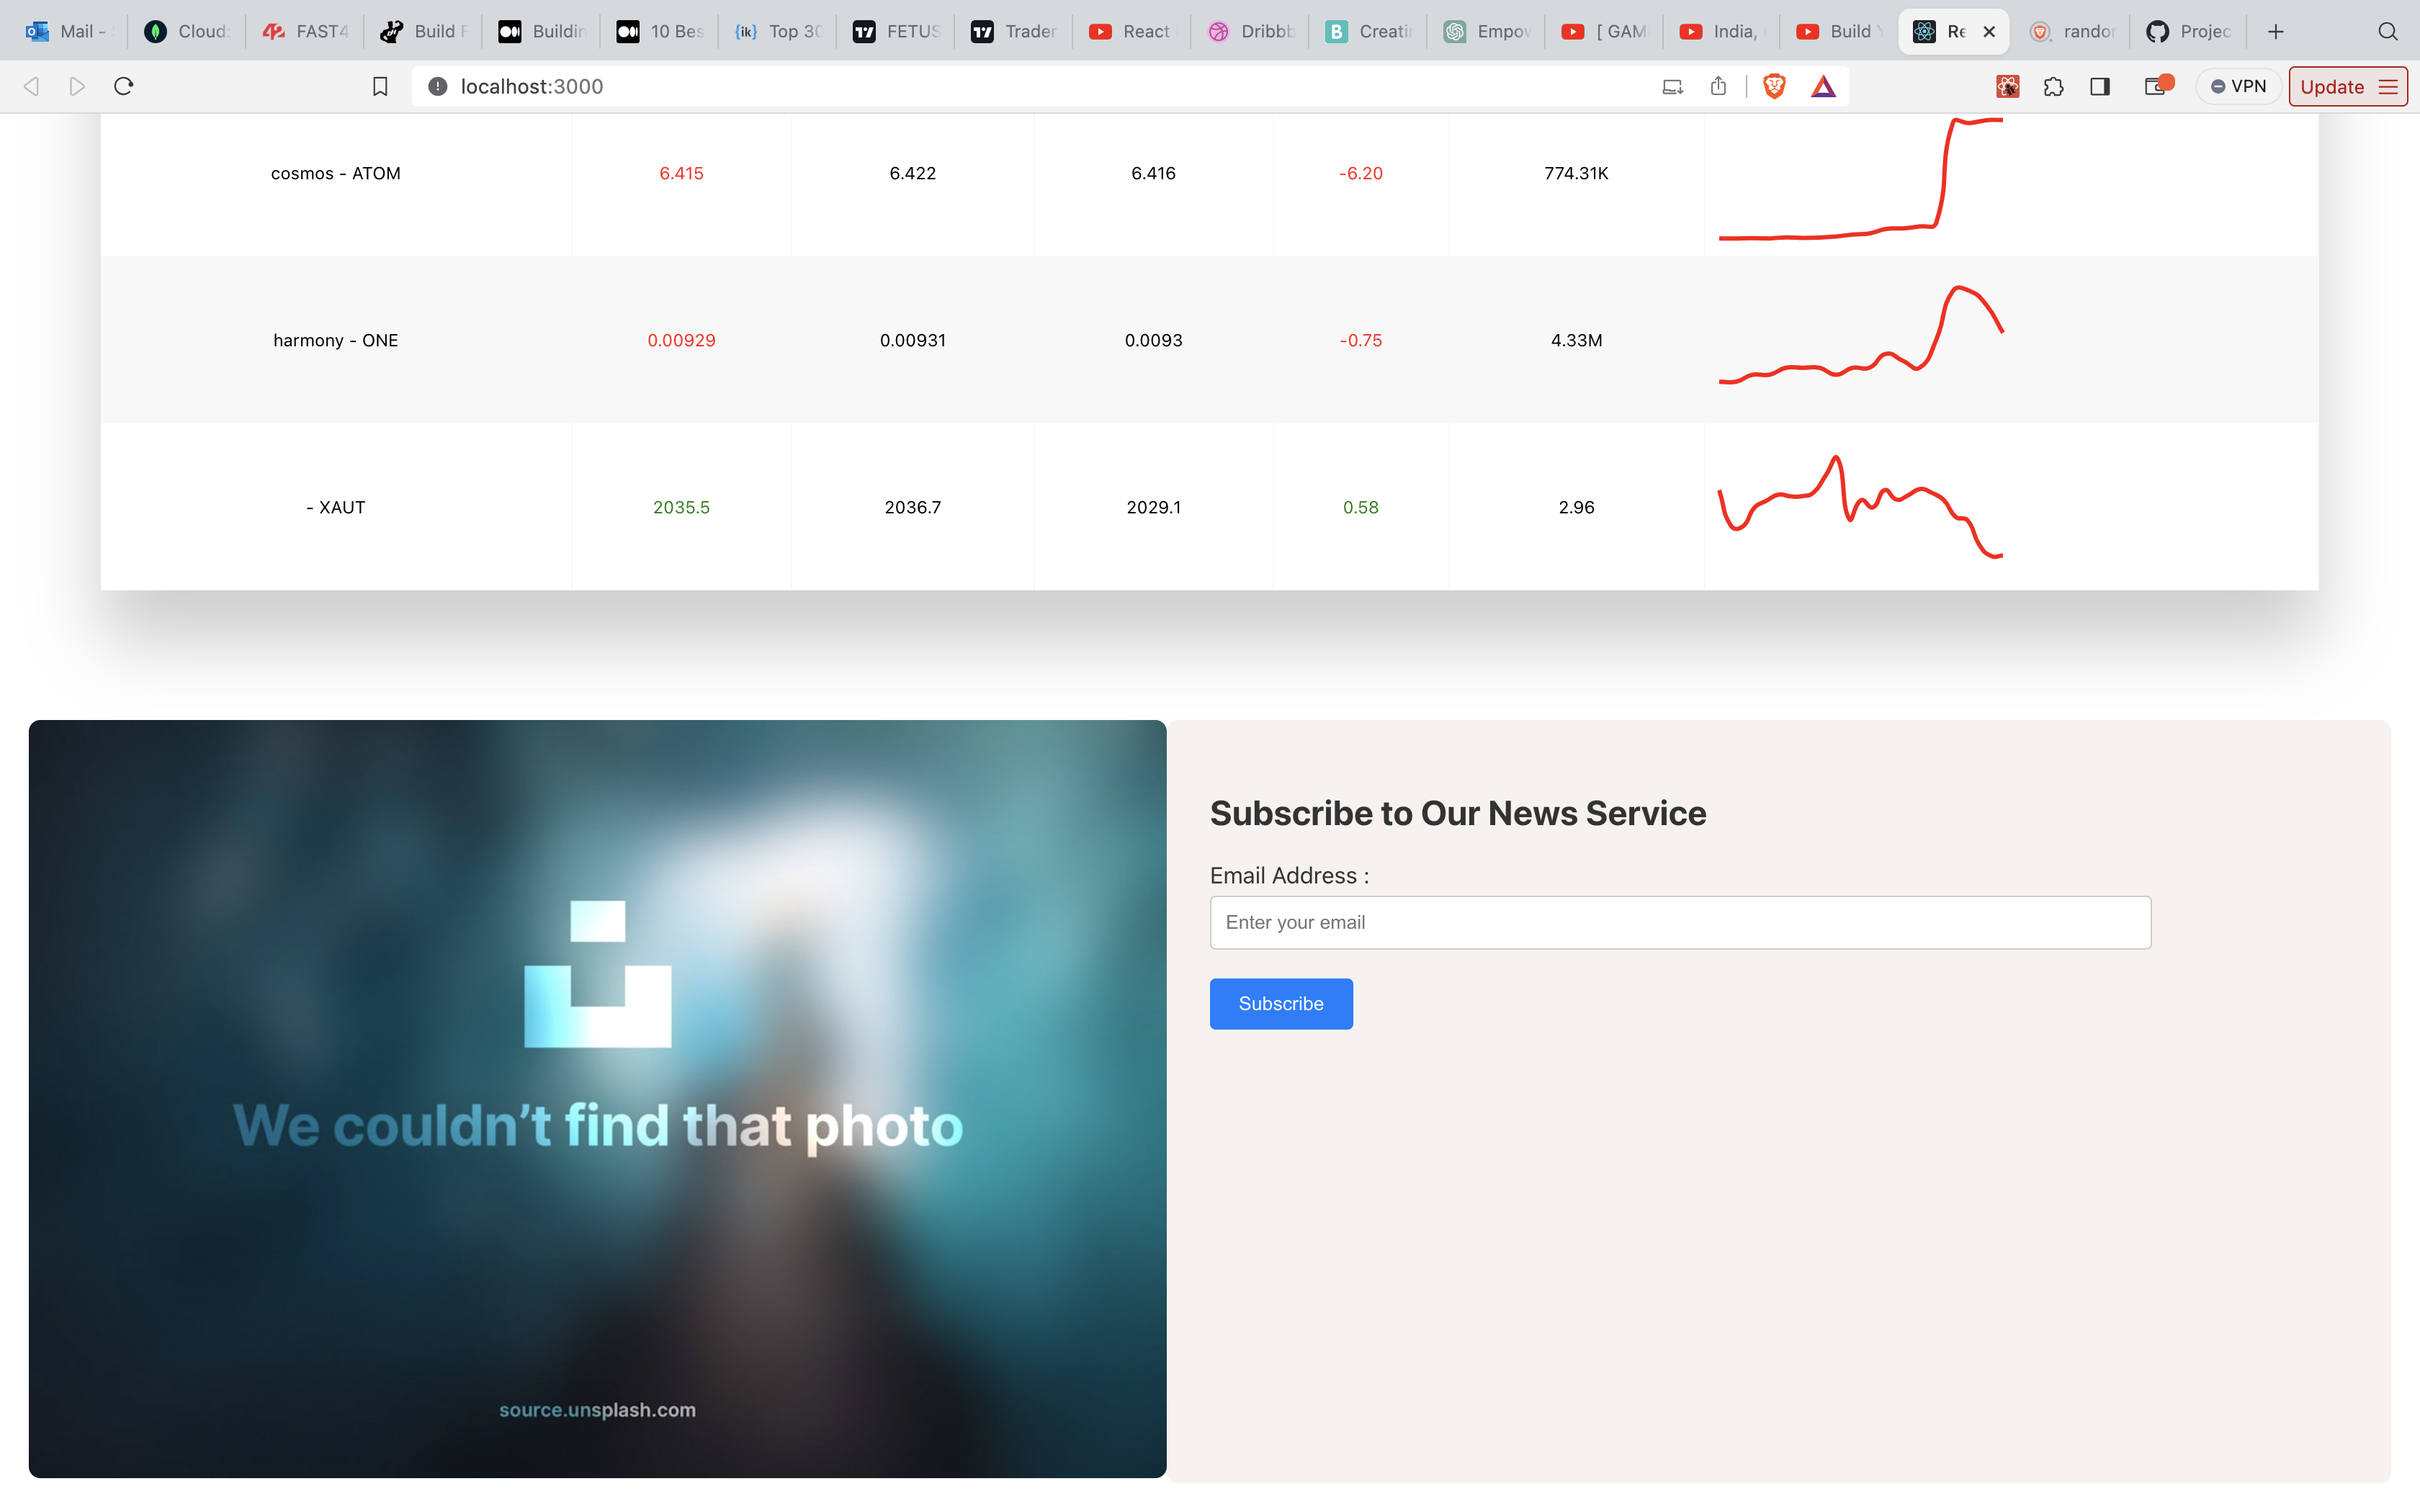 Mail - Cloud: FAST4 Build F Buildin 10 Bes Top 30 FETUS Trader React Dribbb Creati Empow [ GAM India, Build Y Re randor Projec
localhost:3000 VPN Update
cosmos - ATOM 6.415 6.422 6.416 -6.20 774.31K
harmony - ONE 0.00929 0.00931 0.0093 -0.75 4.33M
- XAUT 2035.5 2036.7 2029.1 0.58 2.96
We couldn’t find that photo
source.unsplash.com
Subscribe to Our News Service
Email Address :
Enter your email
Subscribe